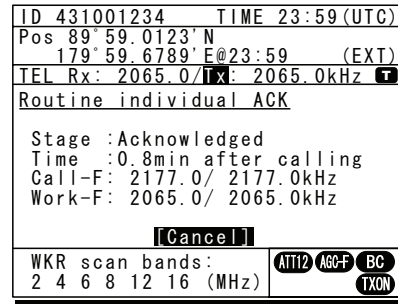 ID 431001234 TIME 23:59(UTC)
Pos 89°59.0123'N
179°59.6789'E@23:59 (EXT)
TEL Rx: 2065.0/Tx: 2065.0kHz T
Routine individual ACK
Stage :Acknowledged
Time :0.8min after calling
Call-F: 2177.0/ 2177.0kHz
Work-F: 2065.0/ 2065.0kHz
[Cancel]
WKR scan bands:
2 4 6 8 12 16 (MHz)
ATT12 AGC-F BC
TXON